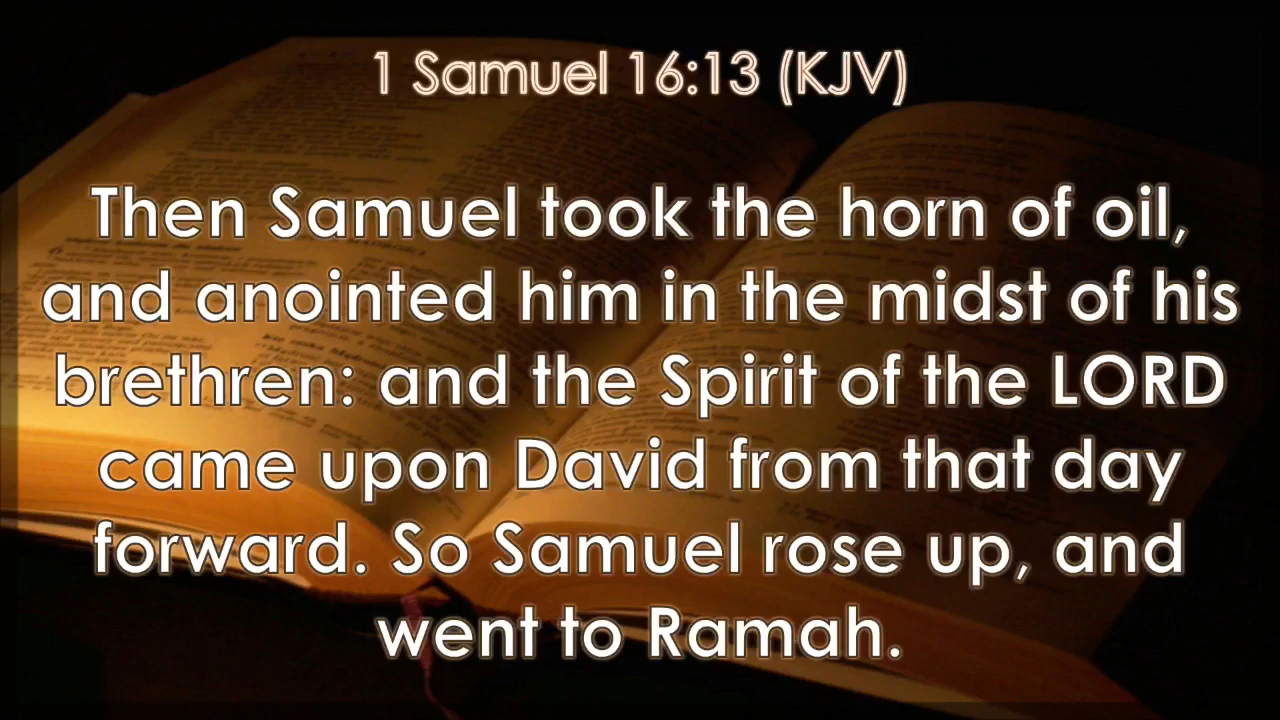 1 Samuel 16:13 (KJV)
Then Samuel took the horn of oil,
and anointed him in the midst of his
brethren: and the Spirit of the LORD
came upon David from that day
forward. So Samuel rose up, and
went to Ramah.